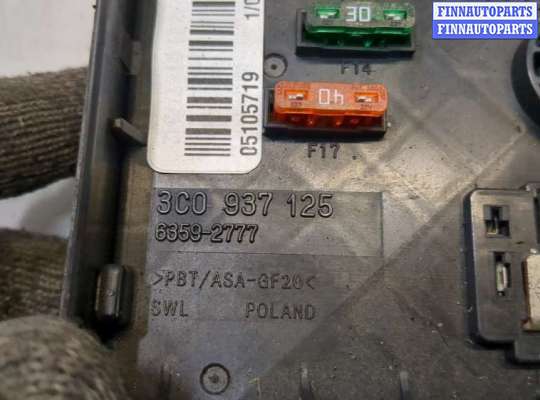 FINNAUTOPARTS
FINNAUTOPARTS
30
F14
40
F17
05105719
3C0 937 125
6359-2777
>PBT/ASA-GF20<
SWL POLAND